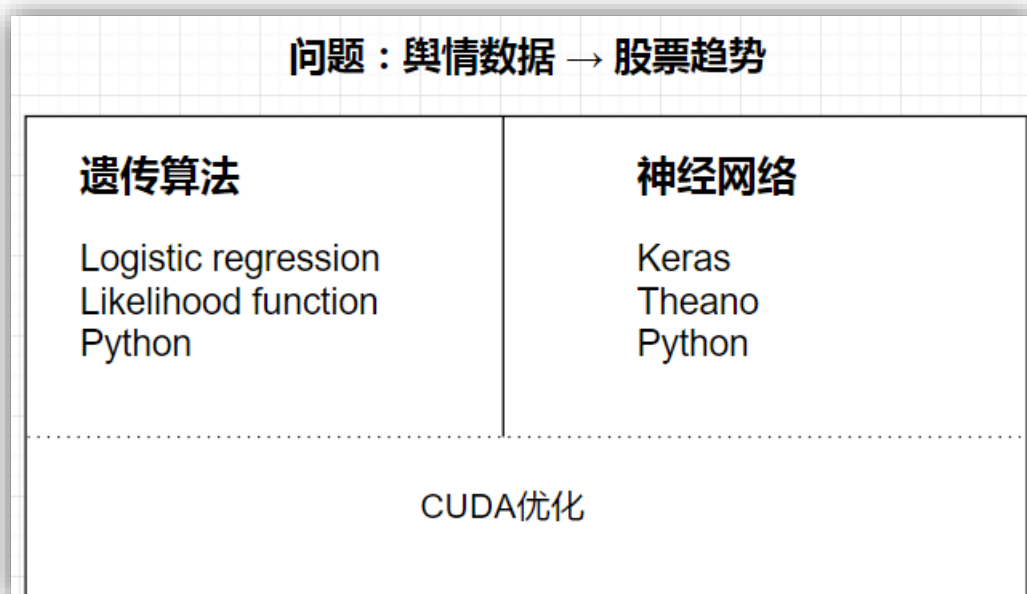 问题：舆情数据 → 股票趋势
遗传算法
Logistic regression
Likelihood function
Python
神经网络
Keras
Theano
Python
CUDA优化